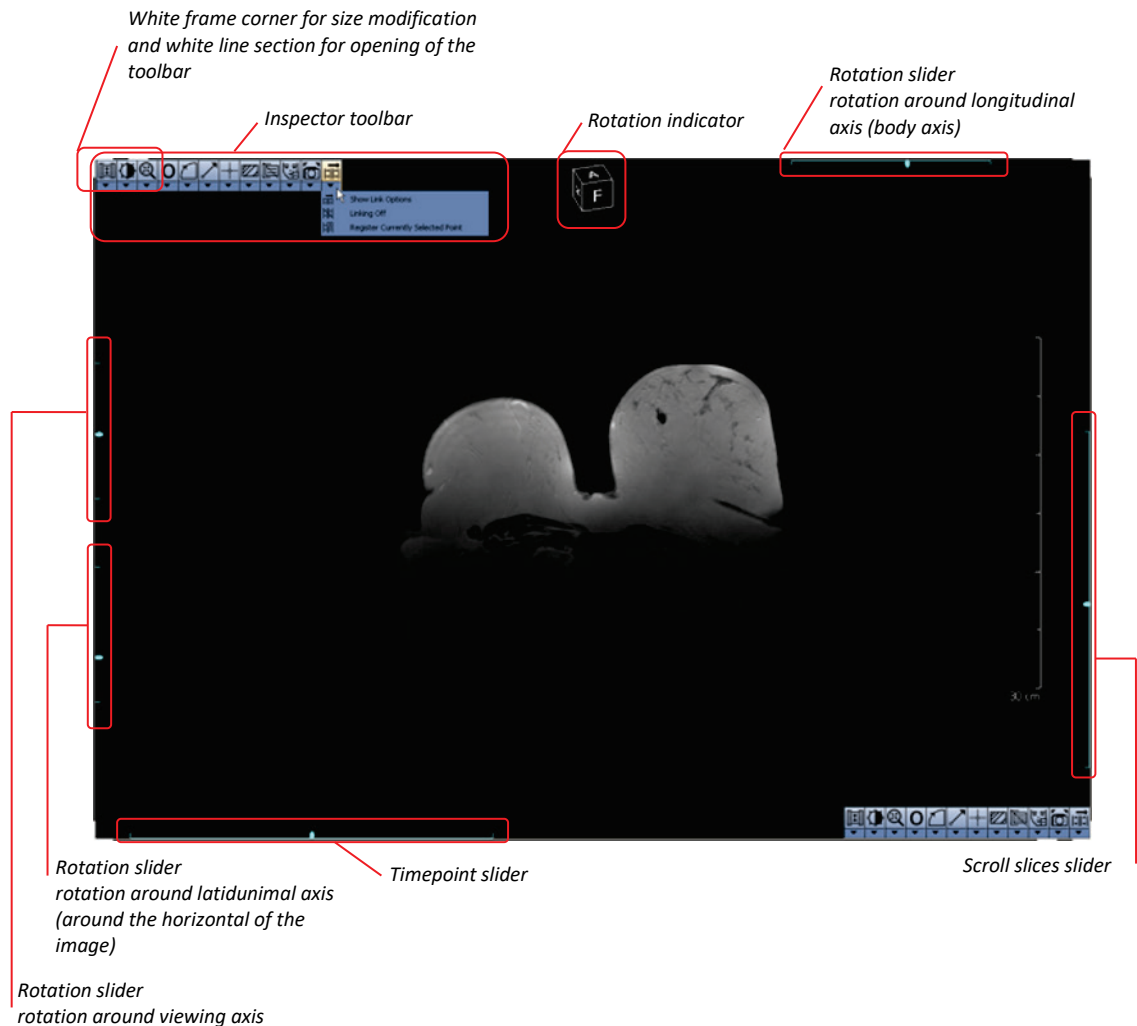 White frame corner for size modification
and white line section for opening of the
toolbar
Rotation slider
rotation around longitudinal
axis (body axis)
Inspector toolbar
Rotation indicator
A
F
Show Link Options
Linking Off
Register Currently Selected Point
30 cm
Rotation slider
rotation around latidunimal axis
(around the horizontal of the
image)
Timepoint slider
Scroll slices slider
Rotation slider
rotation around viewing axis